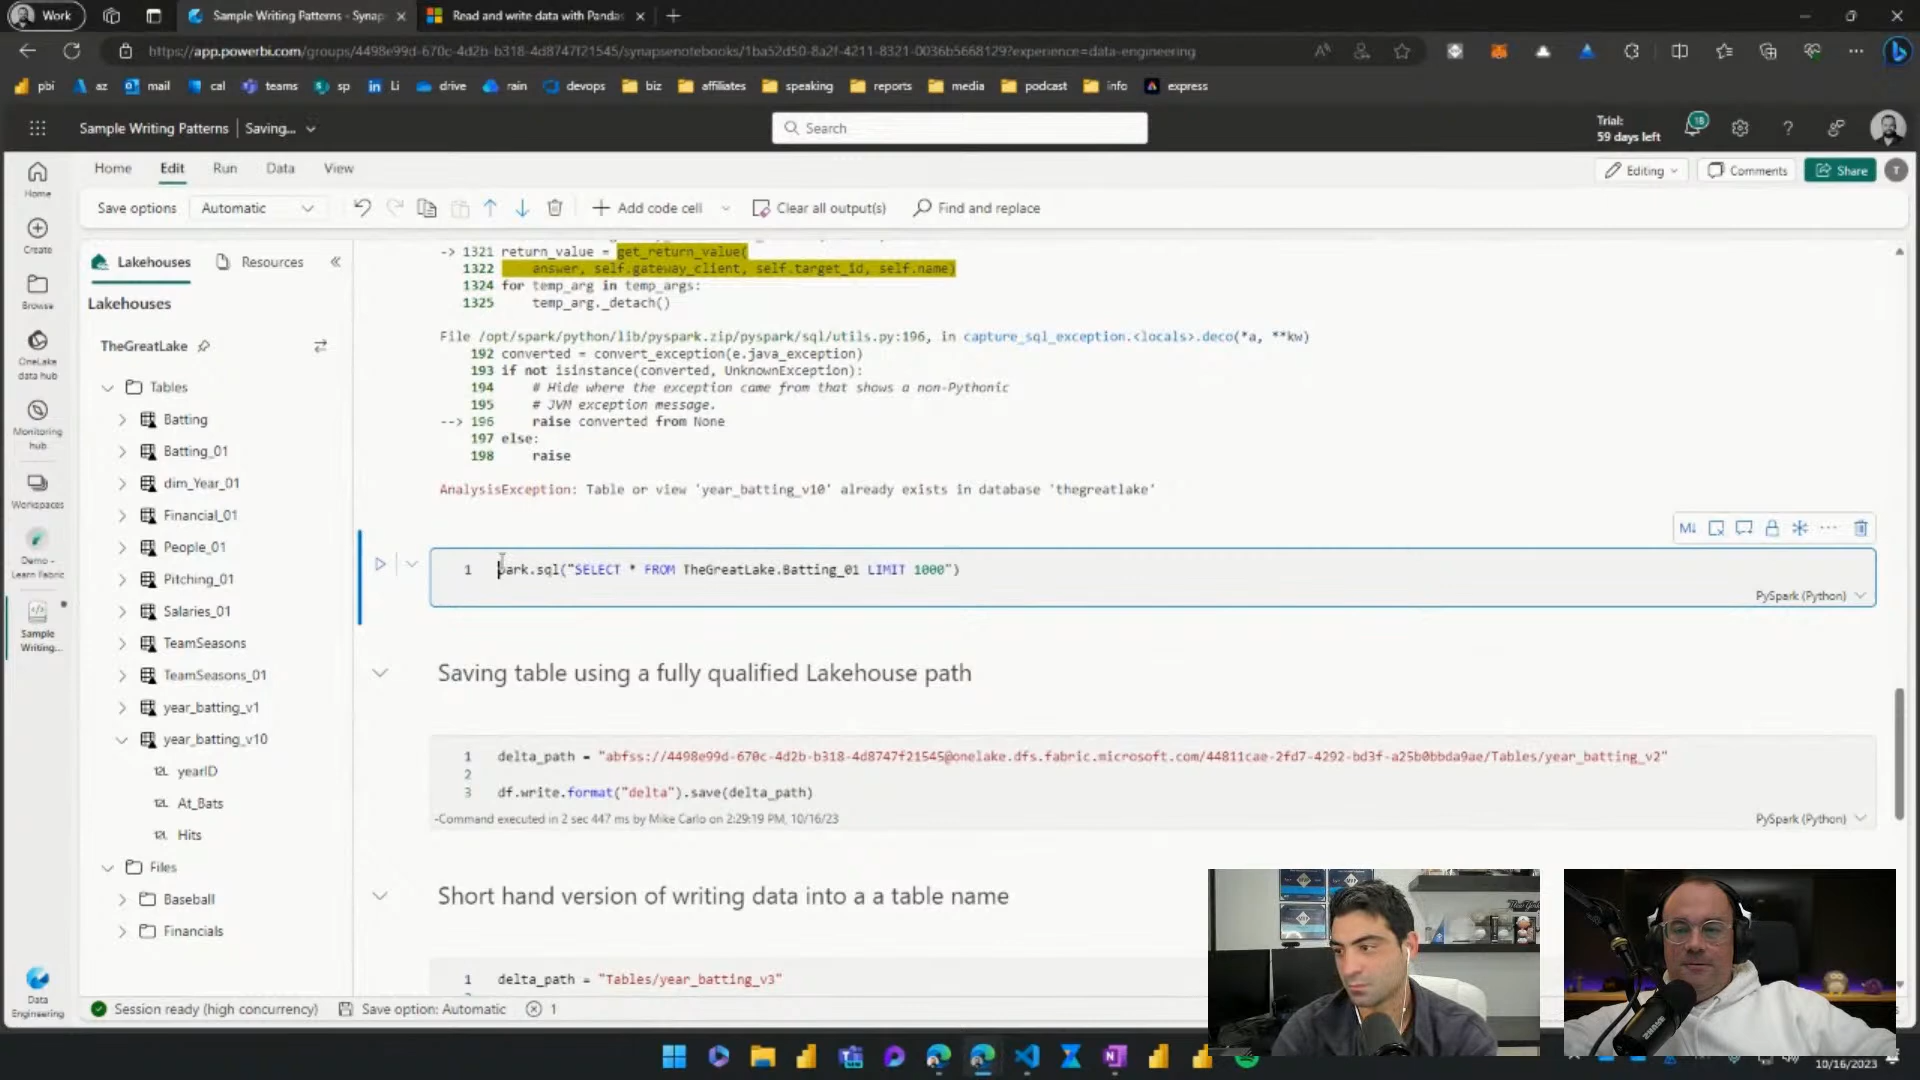 Work
Sample Writing Patterns - Synaps
Read and write data with Pandas
https://app.powerbi.com/groups/4498e99d-670c-4d2b-b318-4d8747f21545/synapsenotebooks/1ba52d50-8a2f-4211-8321-0036b5668129?experience=data-engineering
pbi
az
mail
cal
teams
sp
Li
drive
rain
devops
biz
affiliates
speaking
reports
media
podcast
info
express
Sample Writing Patterns
Saving...
Search
Trial:
59 days left
18
Home
Edit
Run
Data
View
Editing
Comments
Share
T
Save options
Automatic
Add code cell
Clear all output(s)
Find and replace
Home
Create
Browse
OneLake
data hub
Monitoring
hub
Workspaces
Demo -
Learn Fabric
Sample
Writing...
Data
Engineering
Lakehouses
Resources
Lakehouses
TheGreatLake
Tables
Batting
Batting_01
dim_Year_01
Financial_01
People_01
Pitching_01
Salaries_01
TeamSeasons
TeamSeasons_01
year_batting_v1
year_batting_v10
12L yearID
12L At_Bats
12L Hits
Files
Baseball
Financials
-> 1321 return_value = get_return_value(
1322 answer, self.gateway_client, self.target_id, self.name)
1324 for temp_arg in temp_args:
1325 temp_arg._detach()
File /opt/spark/python/lib/pyspark.zip/pyspark/sql/utils.py:196, in capture_sql_exception.<locals>.deco(*a, **kw)
192 converted = convert_exception(e.java_exception)
193 if not isinstance(converted, UnknownException):
194 # Hide where the exception came from that shows a non-Pythonic
195 # JVM exception message.
--> 196 raise converted from None
197 else:
198 raise
AnalysisException: Table or view 'year_batting_v10' already exists in database 'thegreatlake'
M↓
1 park.sql("SELECT * FROM TheGreatLake.Batting_01 LIMIT 1000")
PySpark (Python)
Saving table using a fully qualified Lakehouse path
1 delta_path = "abfss://4498e99d-670c-4d2b-b318-4d8747f21545@onelake.dfs.fabric.microsoft.com/44811cae-2fd7-4292-bd3f-a25b0bbda9ae/Tables/year_batting_v2"
2
3 df.write.format("delta").save(delta_path)
-Command executed in 2 sec 447 ms by Mike Carlo on 2:29:19 PM, 10/16/23
PySpark (Python)
Short hand version of writing data into a a table name
1 delta_path = "Tables/year_batting_v3"
Session ready (high concurrency)
Save option: Automatic
1
10/16/2023